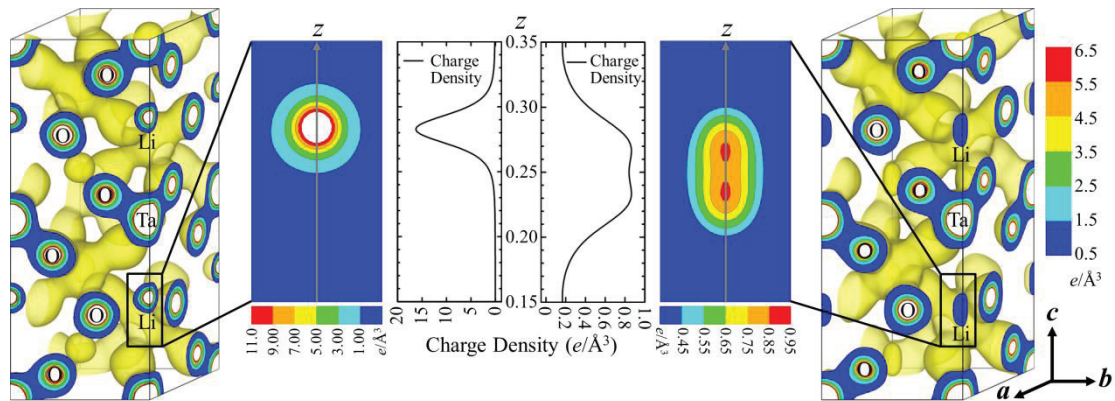 O
O
Li
O
Ta
O
O
Li
z
11.0
9.00
7.00
5.00
3.00
1.00
e/Å³
z
Charge
Density
Charge
Density
0.35
0.30
0.25
0.20
0.15
20
15
10
5
0
0
0.2
0.4
0.6
0.8
1.0
Charge Density (e/Å³)
z
e/Å³
0.45
0.55
0.65
0.75
0.85
0.95
O
O
Li
O
Ta
O
O
Li
6.5
5.5
4.5
3.5
2.5
1.5
0.5
e/Å³
c
b
a